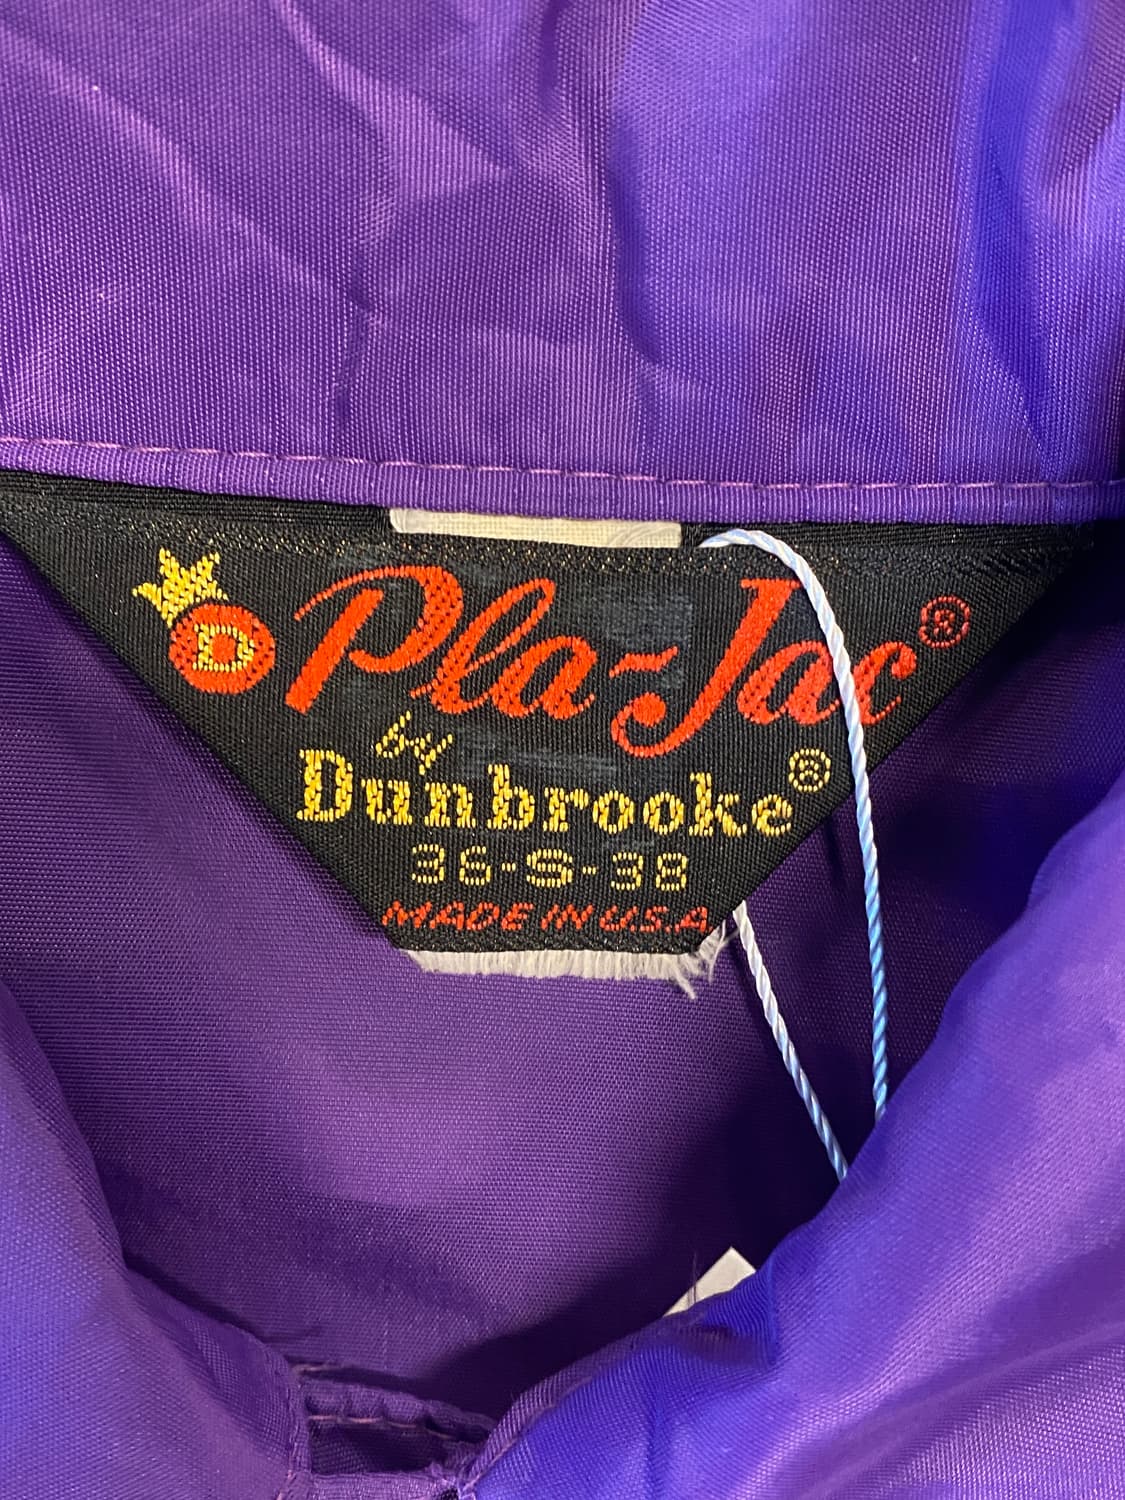 D
Pla-Jac®
by
Dunbrooke®
36-S-38
MADE IN U.S.A